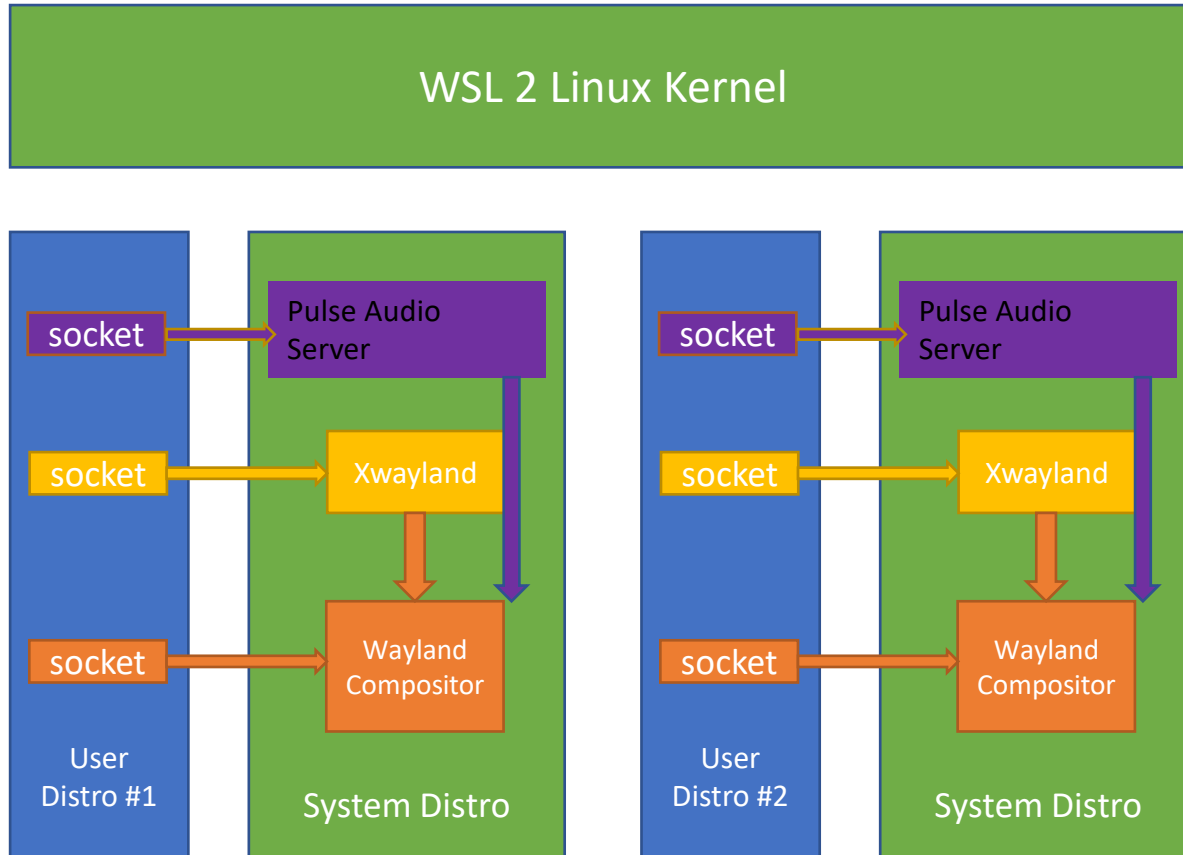 WSL 2 Linux Kernel
socket
Pulse Audio
Server
socket
Xwayland
socket
Wayland
Compositor
User
Distro #1
System Distro
socket
Pulse Audio
Server
socket
Xwayland
socket
Wayland
Compositor
User
Distro #2
System Distro